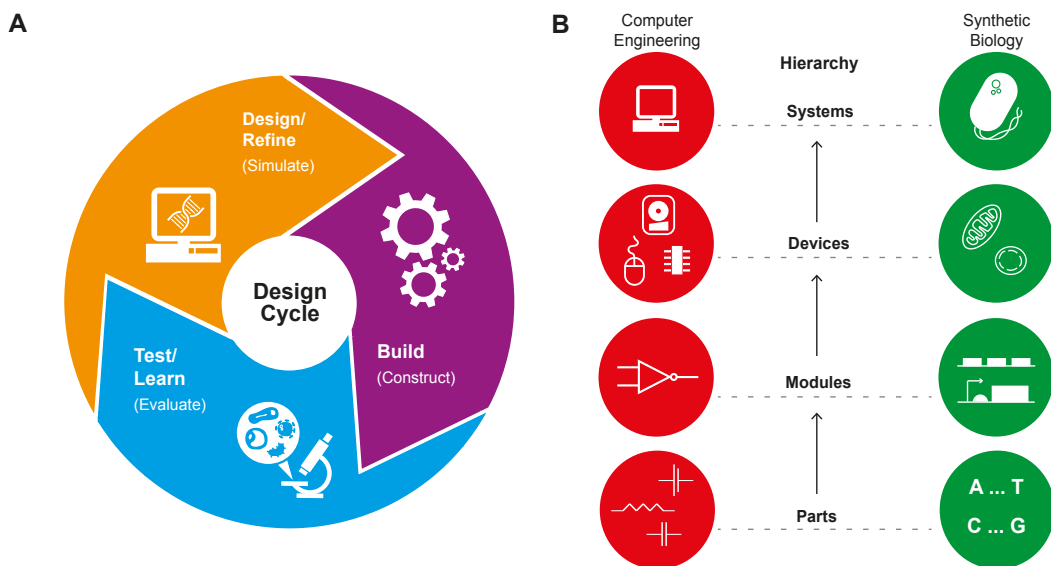 A
Design/
Refine
(Simulate)
Design
Cycle
Build
(Construct)
Test/
Learn
(Evaluate)
B
Computer
Engineering
Hierarchy
Synthetic
Biology
Systems
Devices
Modules
Parts
A ... T
C ... G